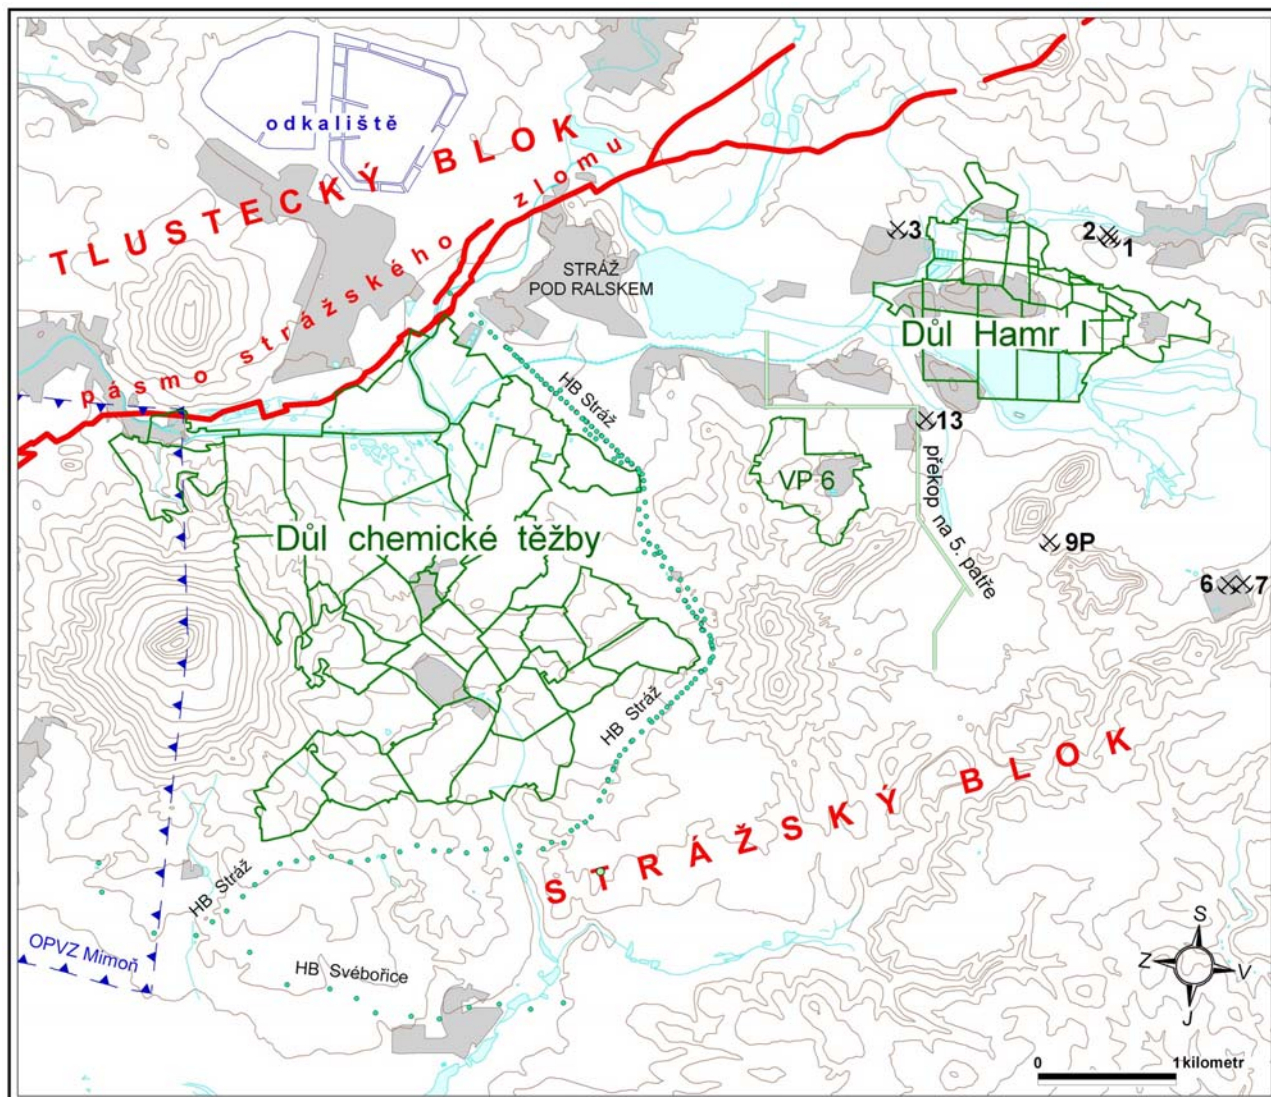 odkaliště
TLUSTECKÝ BLOK
pásmo strážského zlomu
STRÁŽ
POD RALSKEM
3
2
1
Důl Hamr I
HB Stráž
13
VP 6
překop na 5. patře
Důl chemické těžby
9P
6
7
HB Stráž
STRÁŽSKÝ BLOK
HB Stráž
OPVZ Mimoň
HB Svébořice
S
Z
V
J
0
1kilometr